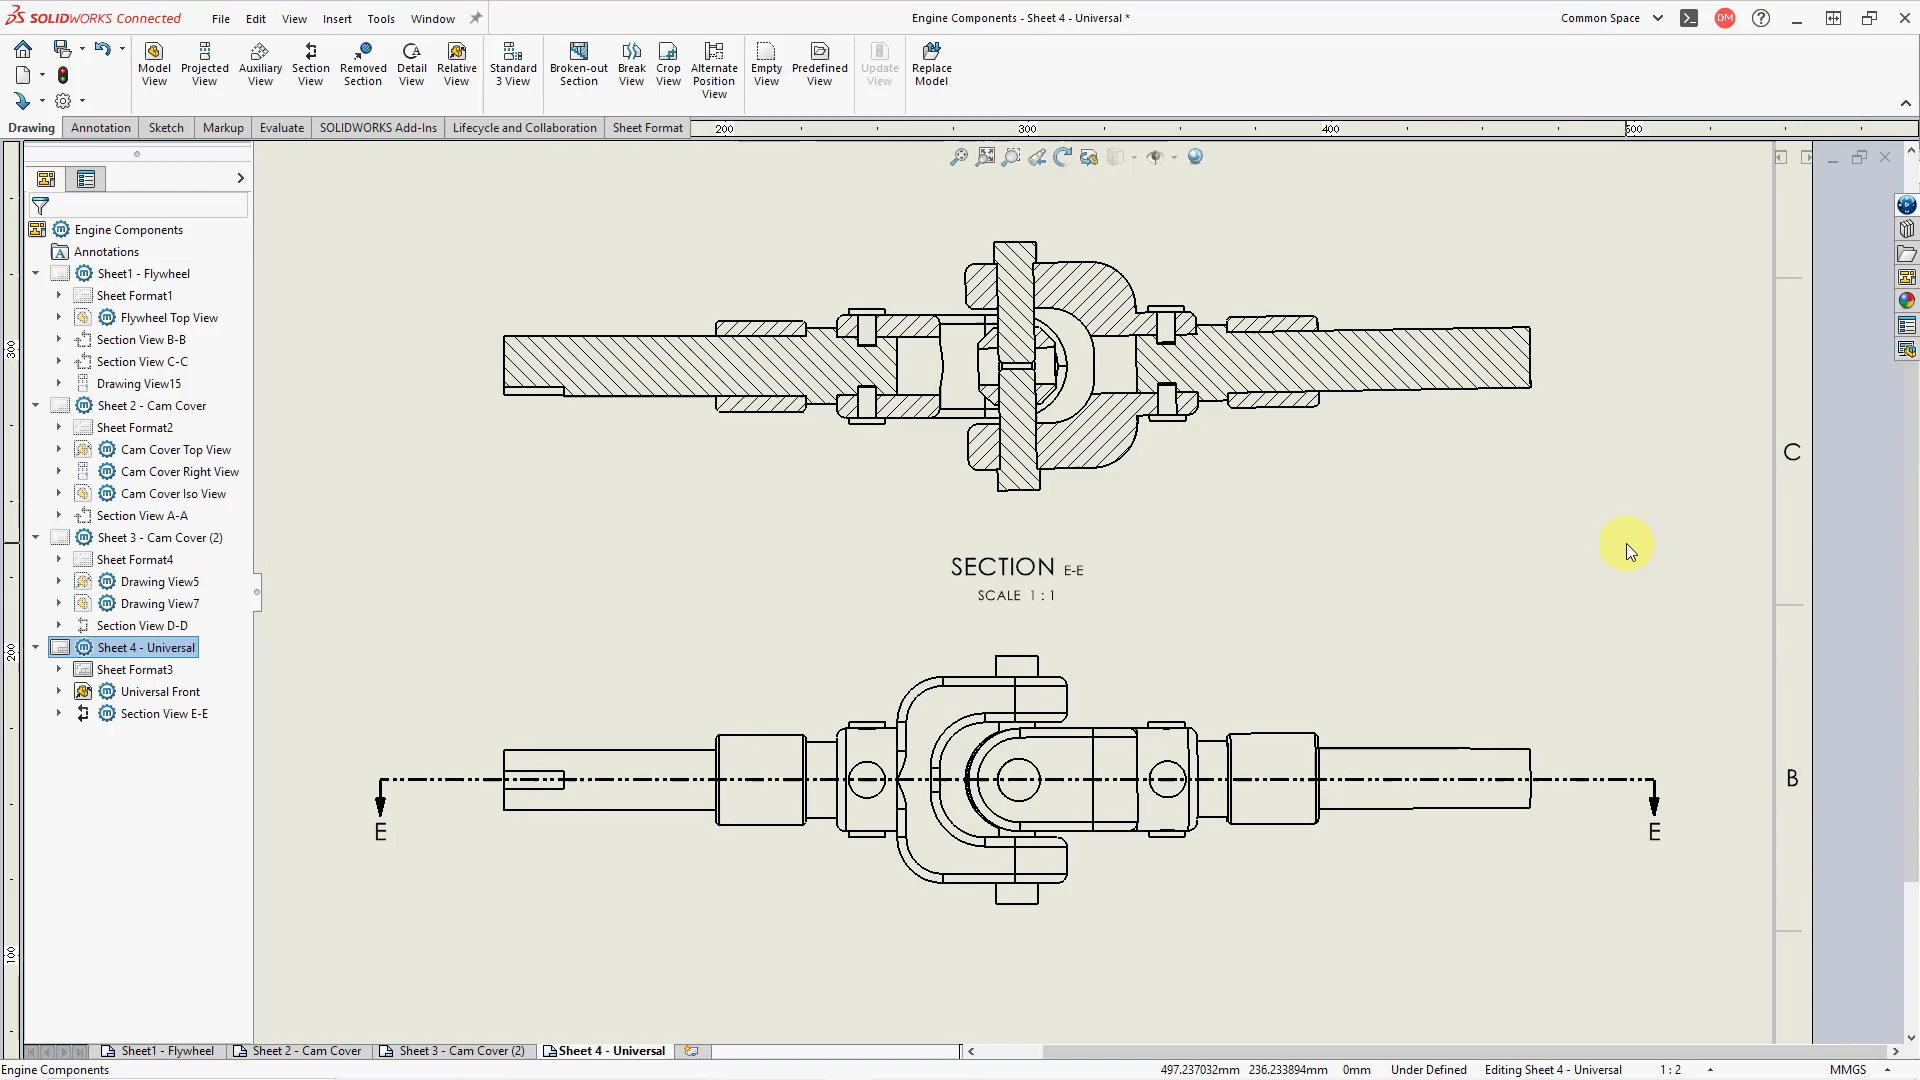 SOLIDWORKS Connected
File Edit View Insert Tools Window
Engine Components - Sheet 4 - Universal *
Common Space
DM
Model View
Projected View
Auxiliary View
Section View
Removed Section
Detail View
Relative View
Standard 3 View
Broken-out Section
Break View
Crop View
Alternate Position View
Empty View
Predefined View
Update View
Replace Model
Drawing Annotation Sketch Markup Evaluate SOLIDWORKS Add-Ins Lifecycle and Collaboration Sheet Format
200 300 400 500
300
200
100
Engine Components
Annotations
Sheet1 - Flywheel
Sheet Format1
Flywheel Top View
Section View B-B
Section View C-C
Drawing View15
Sheet 2 - Cam Cover
Sheet Format2
Cam Cover Top View
Cam Cover Right View
Cam Cover Iso View
Section View A-A
Sheet 3 - Cam Cover (2)
Sheet Format4
Drawing View5
Drawing View7
Section View D-D
Sheet 4 - Universal
Sheet Format3
Universal Front
Section View E-E
SECTION E-E
SCALE 1 : 1
E
E
C
B
Sheet1 - Flywheel
Sheet 2 - Cam Cover
Sheet 3 - Cam Cover (2)
Sheet 4 - Universal
Engine Components
497.237032mm 236.233894mm 0mm Under Defined Editing Sheet 4 - Universal 1 : 2 MMGS